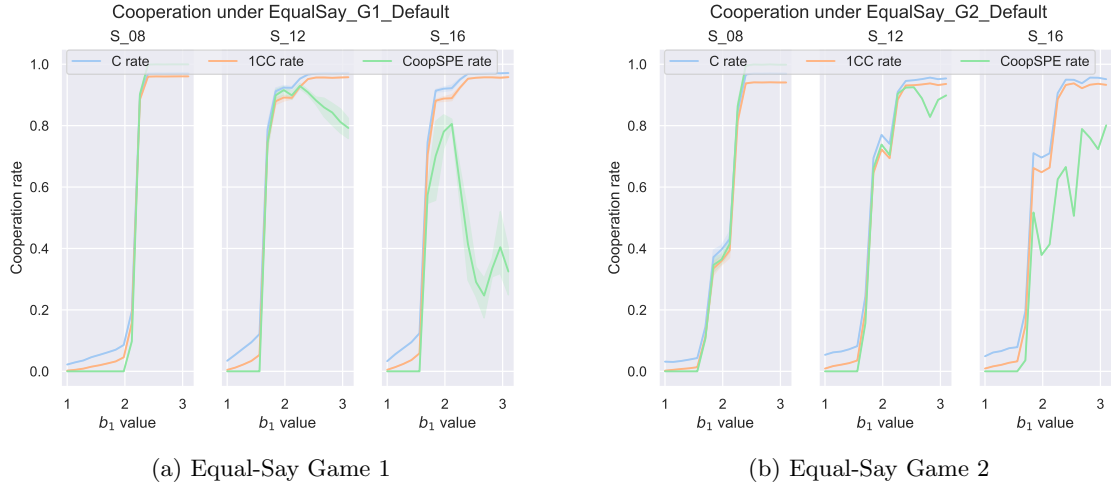 Cooperation under EqualSay_G1_Default
S_08 S_12 S_16
C rate 1CC rate CoopSPE rate
Cooperation rate
1.0
0.8
0.6
0.4
0.2
0.0
1 2 3 1 2 3 1 2 3
b1 value b1 value b1 value
(a) Equal-Say Game 1
Cooperation under EqualSay_G2_Default
S_08 S_12 S_16
C rate 1CC rate CoopSPE rate
Cooperation rate
1.0
0.8
0.6
0.4
0.2
0.0
1 2 3 1 2 3 1 2 3
b1 value b1 value b1 value
(b) Equal-Say Game 2